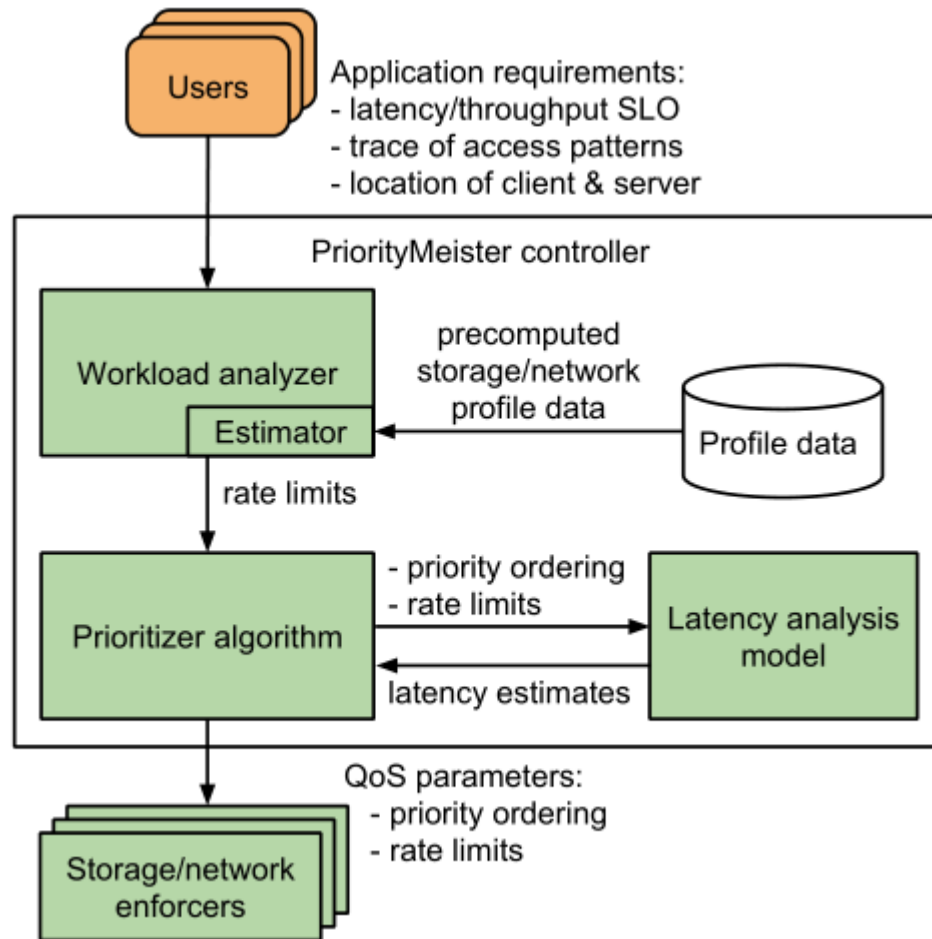 Users
Application requirements:
- latency/throughput SLO
- trace of access patterns
- location of client & server
PriorityMeister controller
Workload analyzer
Estimator
precomputed
storage/network
profile data
Profile data
rate limits
Prioritizer algorithm
- priority ordering
- rate limits
latency estimates
Latency analysis
model
QoS parameters:
- priority ordering
- rate limits
Storage/network
enforcers